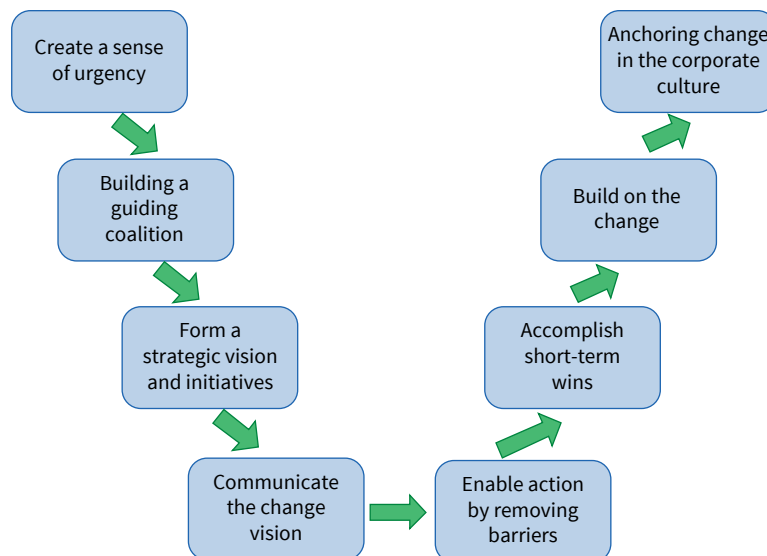 Create a sense
of urgency
Building a
guiding
coalition
Form a
strategic vision
and initiatives
Communicate
the change
vision
Enable action
by removing
barriers
Accomplish
short-term
wins
Build on the
change
Anchoring change
in the corporate
culture